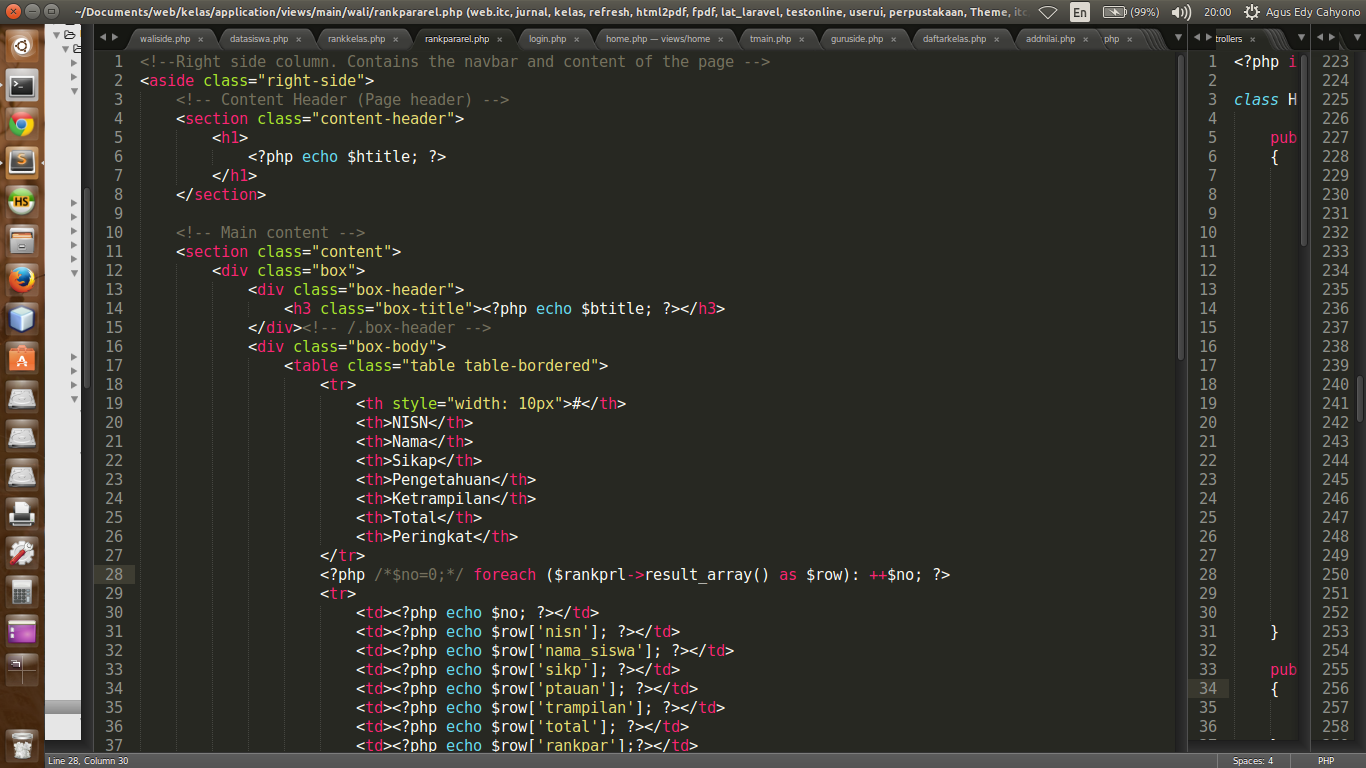 ~/Documents/web/kelas/application/views/main/wali/rankpararel.php (web.itc, jurnal, kelas, refresh, html2pdf, fpdf, lat_laravel, testonline, userui, perpustakaan, Theme, itc
En (99%) 20:00 Agus Edy Cahyono
waliside.php × datasiswa.php × rankkelas.php × rankpararel.php × login.php × home.php — views/home × tmain.php × guruside.php × daftarkelas.php × addnilai.php × php × trollers ×
1 <!--Right side column. Contains the navbar and content of the page -->
2 <aside class="right-side">
3     <!-- Content Header (Page header) -->
4     <section class="content-header">
5         <h1>
6             <?php echo $htitle; ?>
7         </h1>
8     </section>
9
10     <!-- Main content -->
11     <section class="content">
12         <div class="box">
13             <div class="box-header">
14                 <h3 class="box-title"><?php echo $btitle; ?></h3>
15             </div><!-- /.box-header -->
16             <div class="box-body">
17                 <table class="table table-bordered">
18                     <tr>
19                         <th style="width: 10px">#</th>
20                         <th>NISN</th>
21                         <th>Nama</th>
22                         <th>Sikap</th>
23                         <th>Pengetahuan</th>
24                         <th>Ketrampilan</th>
25                         <th>Total</th>
26                         <th>Peringkat</th>
27                     </tr>
28                     <?php /*$no=0;*/ foreach ($rankprl->result_array() as $row): ++$no; ?>
29                     <tr>
30                         <td><?php echo $no; ?></td>
31                         <td><?php echo $row['nisn']; ?></td>
32                         <td><?php echo $row['nama_siswa']; ?></td>
33                         <td><?php echo $row['sikp']; ?></td>
34                         <td><?php echo $row['ptauan']; ?></td>
35                         <td><?php echo $row['trampilan']; ?></td>
36                         <td><?php echo $row['total']; ?></td>
37                         <td><?php echo $row['rankpar'];?></td>
1 <?php i
2
3 class H
4
5     pub
6     {
7
8
9
10
11
12
13
14
15
16
17
18
19
20
21
22
23
24
25
26
27
28
29
30
31     }
32
33     pub
34     {
35
36
223
224
225
226
227
228
229
230
231
232
233
234
235
236
237
238
239
240
241
242
243
244
245
246
247
248
249
250
251
252
253
254
255
256
257
258
Line 28, Column 30 Spaces: 4 PHP